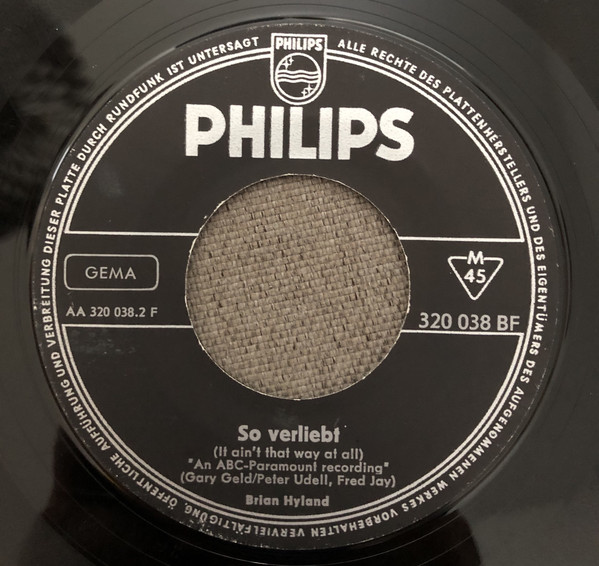 PHILIPS
PHILIPS
ALLE RECHTE DES PLATTENHERSTELLERS UND DES EIGENTÜMERS DES AUFGENOMMENEN WERKES VORBEHALTEN VERVIELFÄLTIGUNG ÖFFENTLICHE AUFFÜHRUNG UND VERBREITUNG DIESER PLATTE DURCH RUNDFUNK IST UNTERSAGT
GEMA
M
45
AA 320 038.2 F
320 038 BF
So verliebt
(It ain't that way at all)
"An ABC-Paramount recording"
(Gary Geld/Peter Udell, Fred Jay)
Brian Hyland